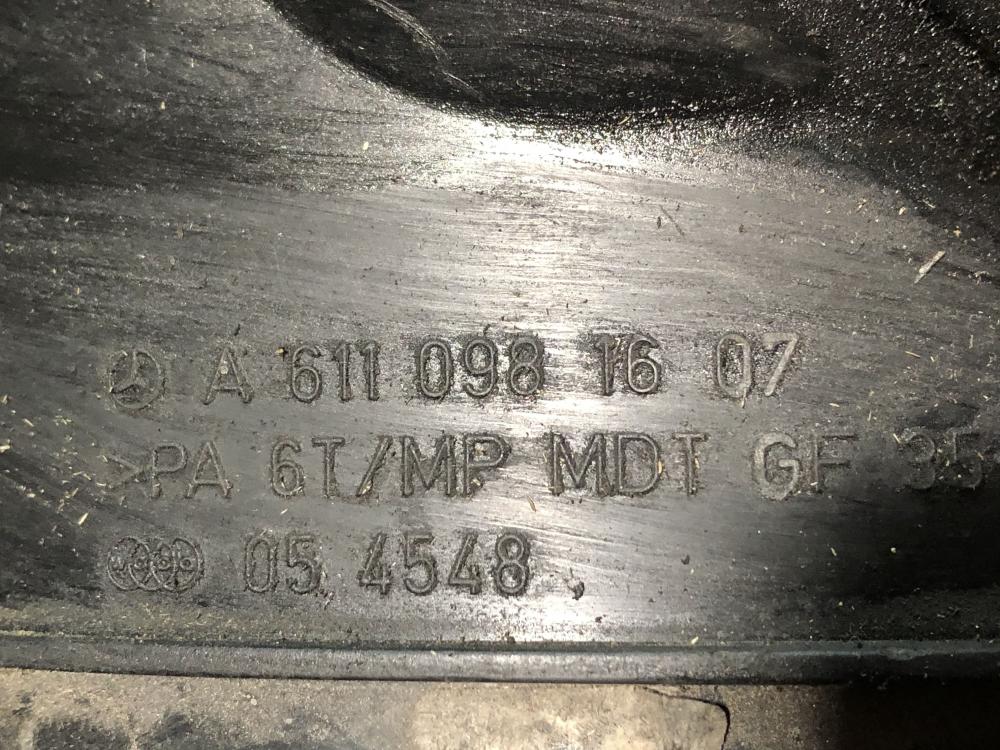 A 611 098 16 07
>PA 6T/MP MDT GF 35
05 4548